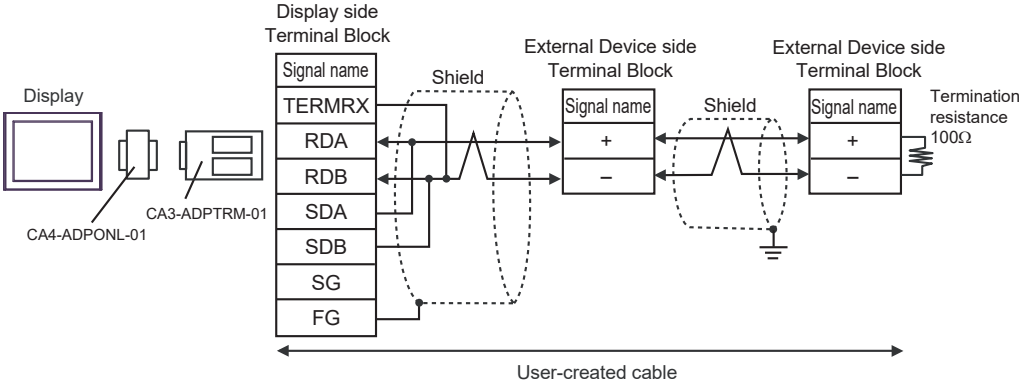 Display side
Terminal Block
Signal name
TERMRX
RDA
RDB
SDA
SDB
SG
FG
Display
CA4-ADPONL-01
CA3-ADPTRM-01
Shield
External Device side
Terminal Block
Signal name
+
–
Shield
External Device side
Terminal Block
Signal name
+
–
Termination
resistance
100Ω
User-created cable